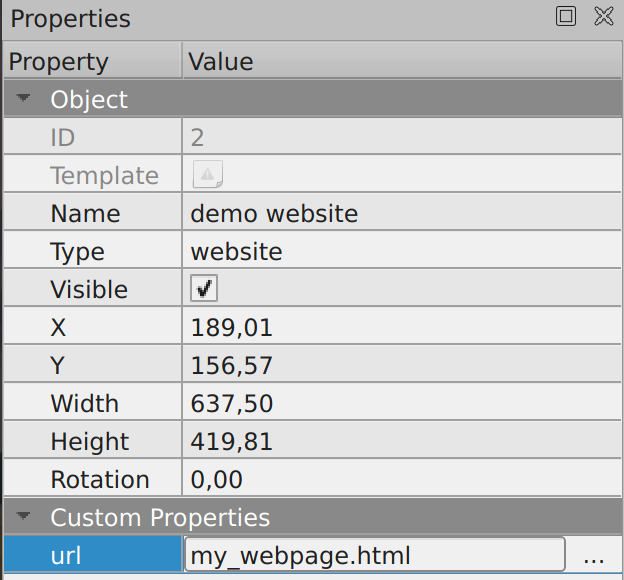 Properties
Property Value
Object
ID 2
Template
Name demo website
Type website
Visible
X 189,01
Y 156,57
Width 637,50
Height 419,81
Rotation 0,00
Custom Properties
url my_webpage.html ...